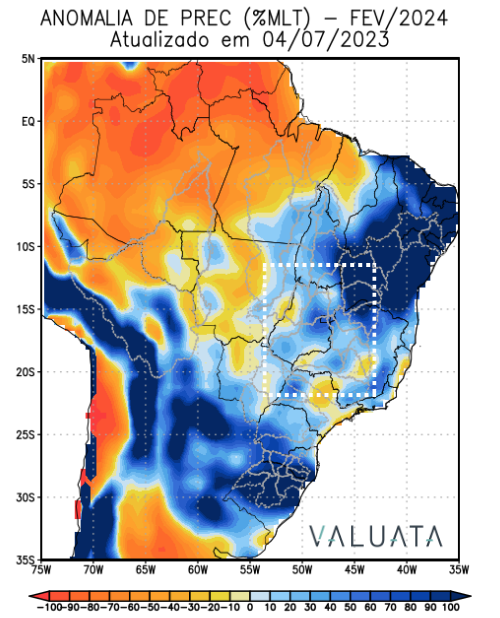 ANOMALIA DE PREC (%MLT) – FEV/2024
Atualizado em 04/07/2023
5N
EQ
5S
10S
15S
20S
25S
30S
35S
VALUATA
75W 70W 65W 60W 55W 50W 45W 40W 35W
-100 -90 -80 -70 -60 -50 -40 -30 -20 -10 0 10 20 30 40 50 60 70 80 90 100